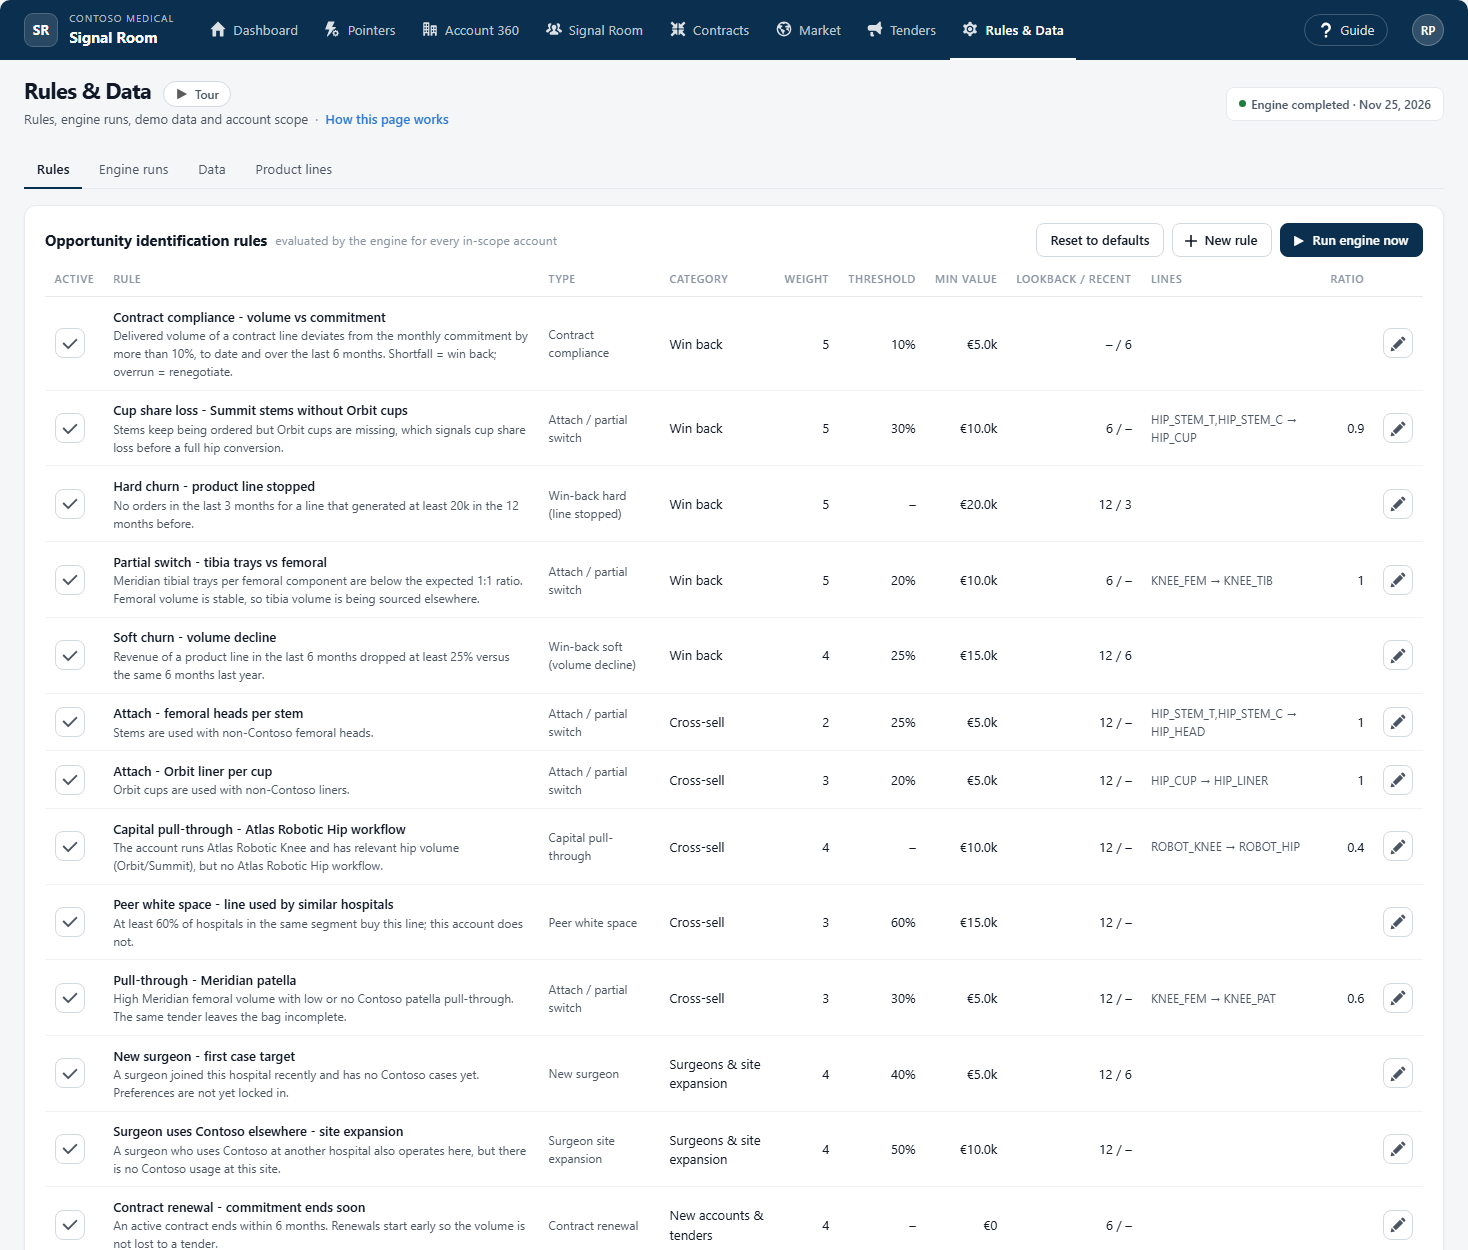 SR
CONTOSO MEDICAL
Signal Room
Dashboard
Pointers
Account 360
Signal Room
Contracts
Market
Tenders
Rules & Data
? Guide
RP
Rules & Data
Tour
Rules, engine runs, demo data and account scope · How this page works
Engine completed · Nov 25, 2026
Rules
Engine runs
Data
Product lines
Opportunity identification rules
evaluated by the engine for every in-scope account
Reset to defaults
+ New rule
Run engine now
ACTIVE RULE TYPE CATEGORY WEIGHT THRESHOLD MIN VALUE LOOKBACK / RECENT LINES RATIO
Contract compliance - volume vs commitment
Delivered volume of a contract line deviates from the monthly commitment by
more than 10%, to date and over the last 6 months. Shortfall = win back;
overrun = renegotiate.
Contract
compliance
Win back
5
10%
€5.0k
– / 6
Cup share loss - Summit stems without Orbit cups
Stems keep being ordered but Orbit cups are missing, which signals cup share
loss before a full hip conversion.
Attach / partial
switch
Win back
5
30%
€10.0k
6 / –
HIP_STEM_T,HIP_STEM_C →
HIP_CUP
0.9
Hard churn - product line stopped
No orders in the last 3 months for a line that generated at least 20k in the 12
months before.
Win-back hard
(line stopped)
Win back
5
–
€20.0k
12 / 3
Partial switch - tibia trays vs femoral
Meridian tibial trays per femoral component are below the expected 1:1 ratio.
Femoral volume is stable, so tibia volume is being sourced elsewhere.
Attach / partial
switch
Win back
5
20%
€10.0k
6 / –
KNEE_FEM → KNEE_TIB
1
Soft churn - volume decline
Revenue of a product line in the last 6 months dropped at least 25% versus
the same 6 months last year.
Win-back soft
(volume decline)
Win back
4
25%
€15.0k
12 / 6
Attach - femoral heads per stem
Stems are used with non-Contoso femoral heads.
Attach / partial
switch
Cross-sell
2
25%
€5.0k
12 / –
HIP_STEM_T,HIP_STEM_C →
HIP_HEAD
1
Attach - Orbit liner per cup
Orbit cups are used with non-Contoso liners.
Attach / partial
switch
Cross-sell
3
20%
€5.0k
12 / –
HIP_CUP → HIP_LINER
1
Capital pull-through - Atlas Robotic Hip workflow
The account runs Atlas Robotic Knee and has relevant hip volume
(Orbit/Summit), but no Atlas Robotic Hip workflow.
Capital pull-
through
Cross-sell
4
–
€10.0k
12 / –
ROBOT_KNEE → ROBOT_HIP
0.4
Peer white space - line used by similar hospitals
At least 60% of hospitals in the same segment buy this line; this account does
not.
Peer white space
Cross-sell
3
60%
€15.0k
12 / –
Pull-through - Meridian patella
High Meridian femoral volume with low or no Contoso patella pull-through.
The same tender leaves the bag incomplete.
Attach / partial
switch
Cross-sell
3
30%
€5.0k
12 / –
KNEE_FEM → KNEE_PAT
0.6
New surgeon - first case target
A surgeon joined this hospital recently and has no Contoso cases yet.
Preferences are not yet locked in.
New surgeon
Surgeons & site
expansion
4
40%
€5.0k
12 / 6
Surgeon uses Contoso elsewhere - site expansion
A surgeon who uses Contoso at another hospital also operates here, but there
is no Contoso usage at this site.
Surgeon site
expansion
Surgeons & site
expansion
4
50%
€10.0k
12 / –
Contract renewal - commitment ends soon
An active contract ends within 6 months. Renewals start early so the volume is
not lost to a tender.
Contract renewal
New accounts &
tenders
4
–
€0
6 / –